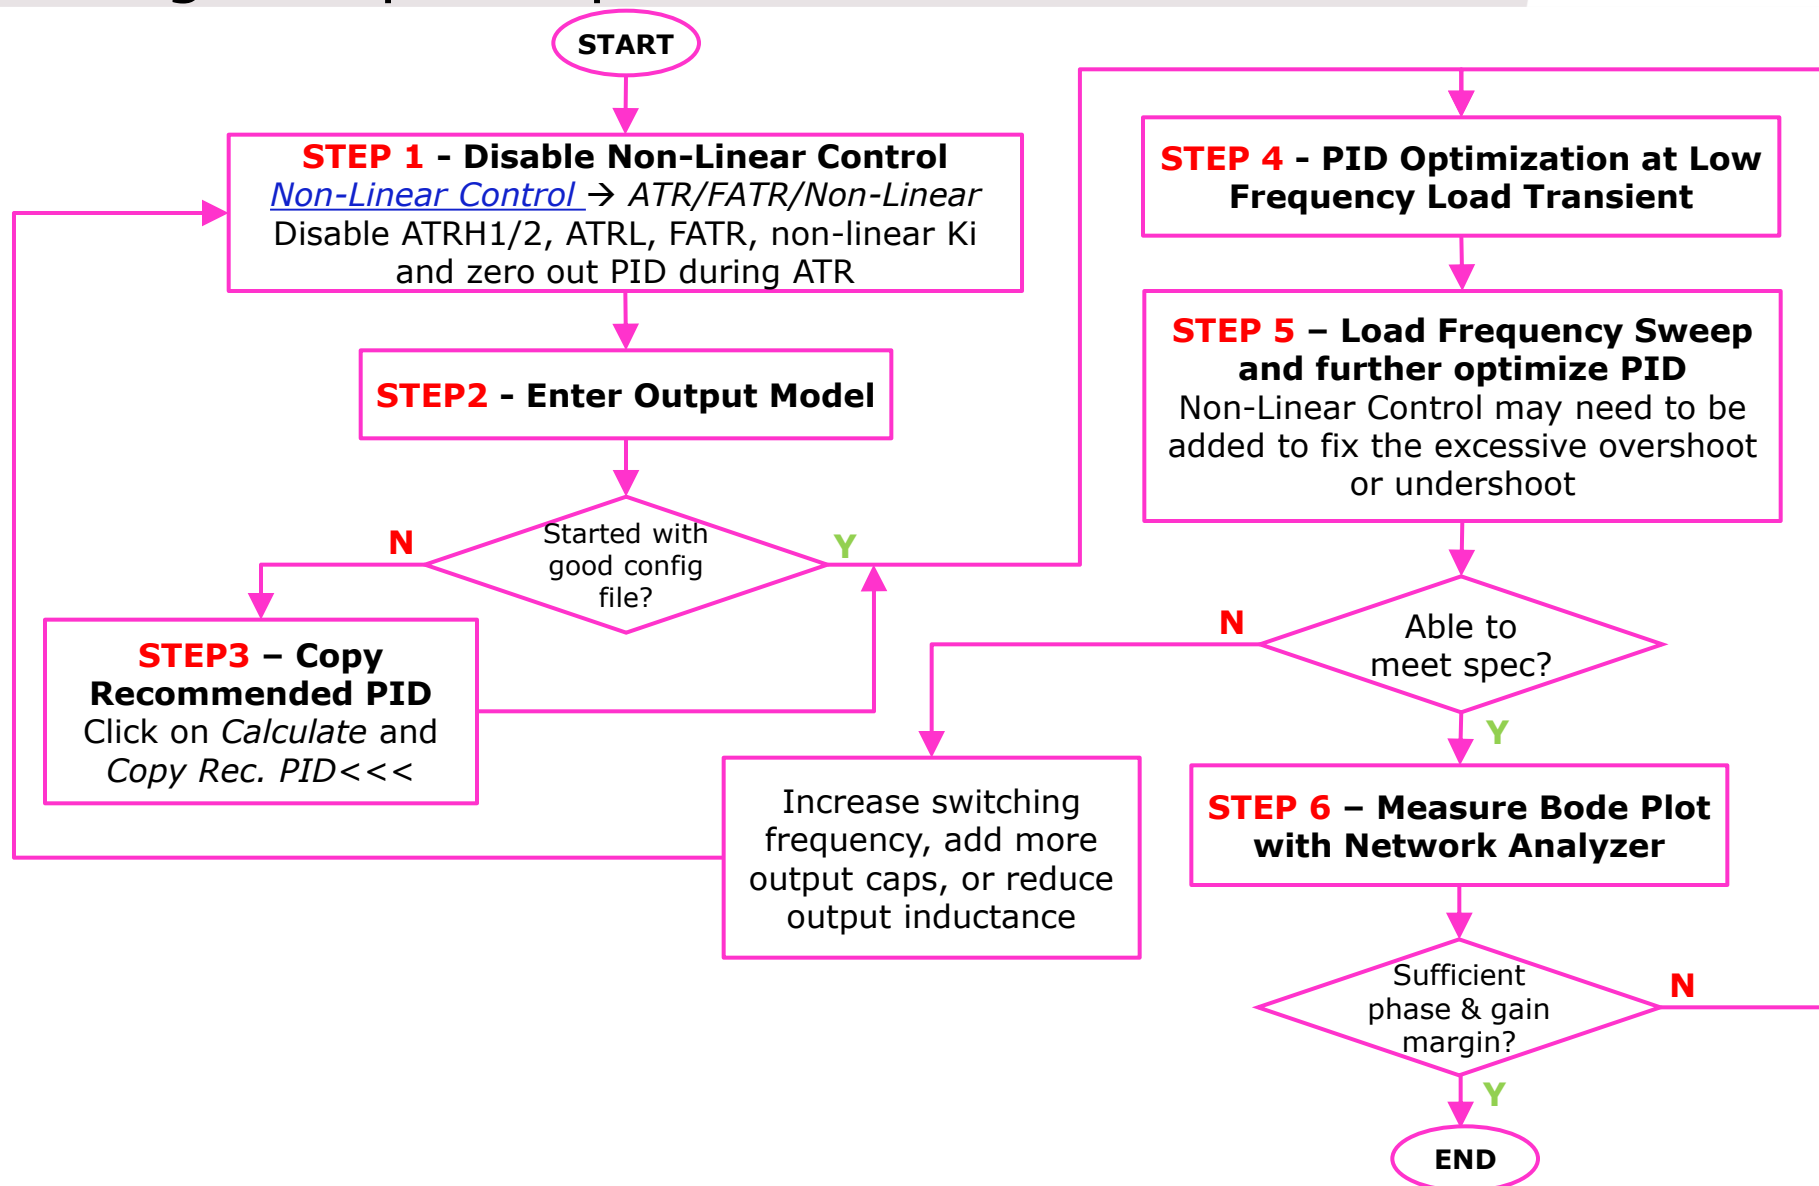 START
STEP 1 - Disable Non-Linear Control
Non-Linear Control → ATR/FATR/Non-Linear
Disable ATRH1/2, ATRL, FATR, non-linear Ki
and zero out PID during ATR
STEP2 - Enter Output Model
Started with
good config
file?
N
Y
STEP3 – Copy
Recommended PID
Click on Calculate and
Copy Rec. PID<<<
STEP 4 - PID Optimization at Low
Frequency Load Transient
STEP 5 – Load Frequency Sweep
and further optimize PID
Non-Linear Control may need to be
added to fix the excessive overshoot
or undershoot
Able to
meet spec?
N
Y
Increase switching
frequency, add more
output caps, or reduce
output inductance
STEP 6 – Measure Bode Plot
with Network Analyzer
Sufficient
phase & gain
margin?
N
Y
END